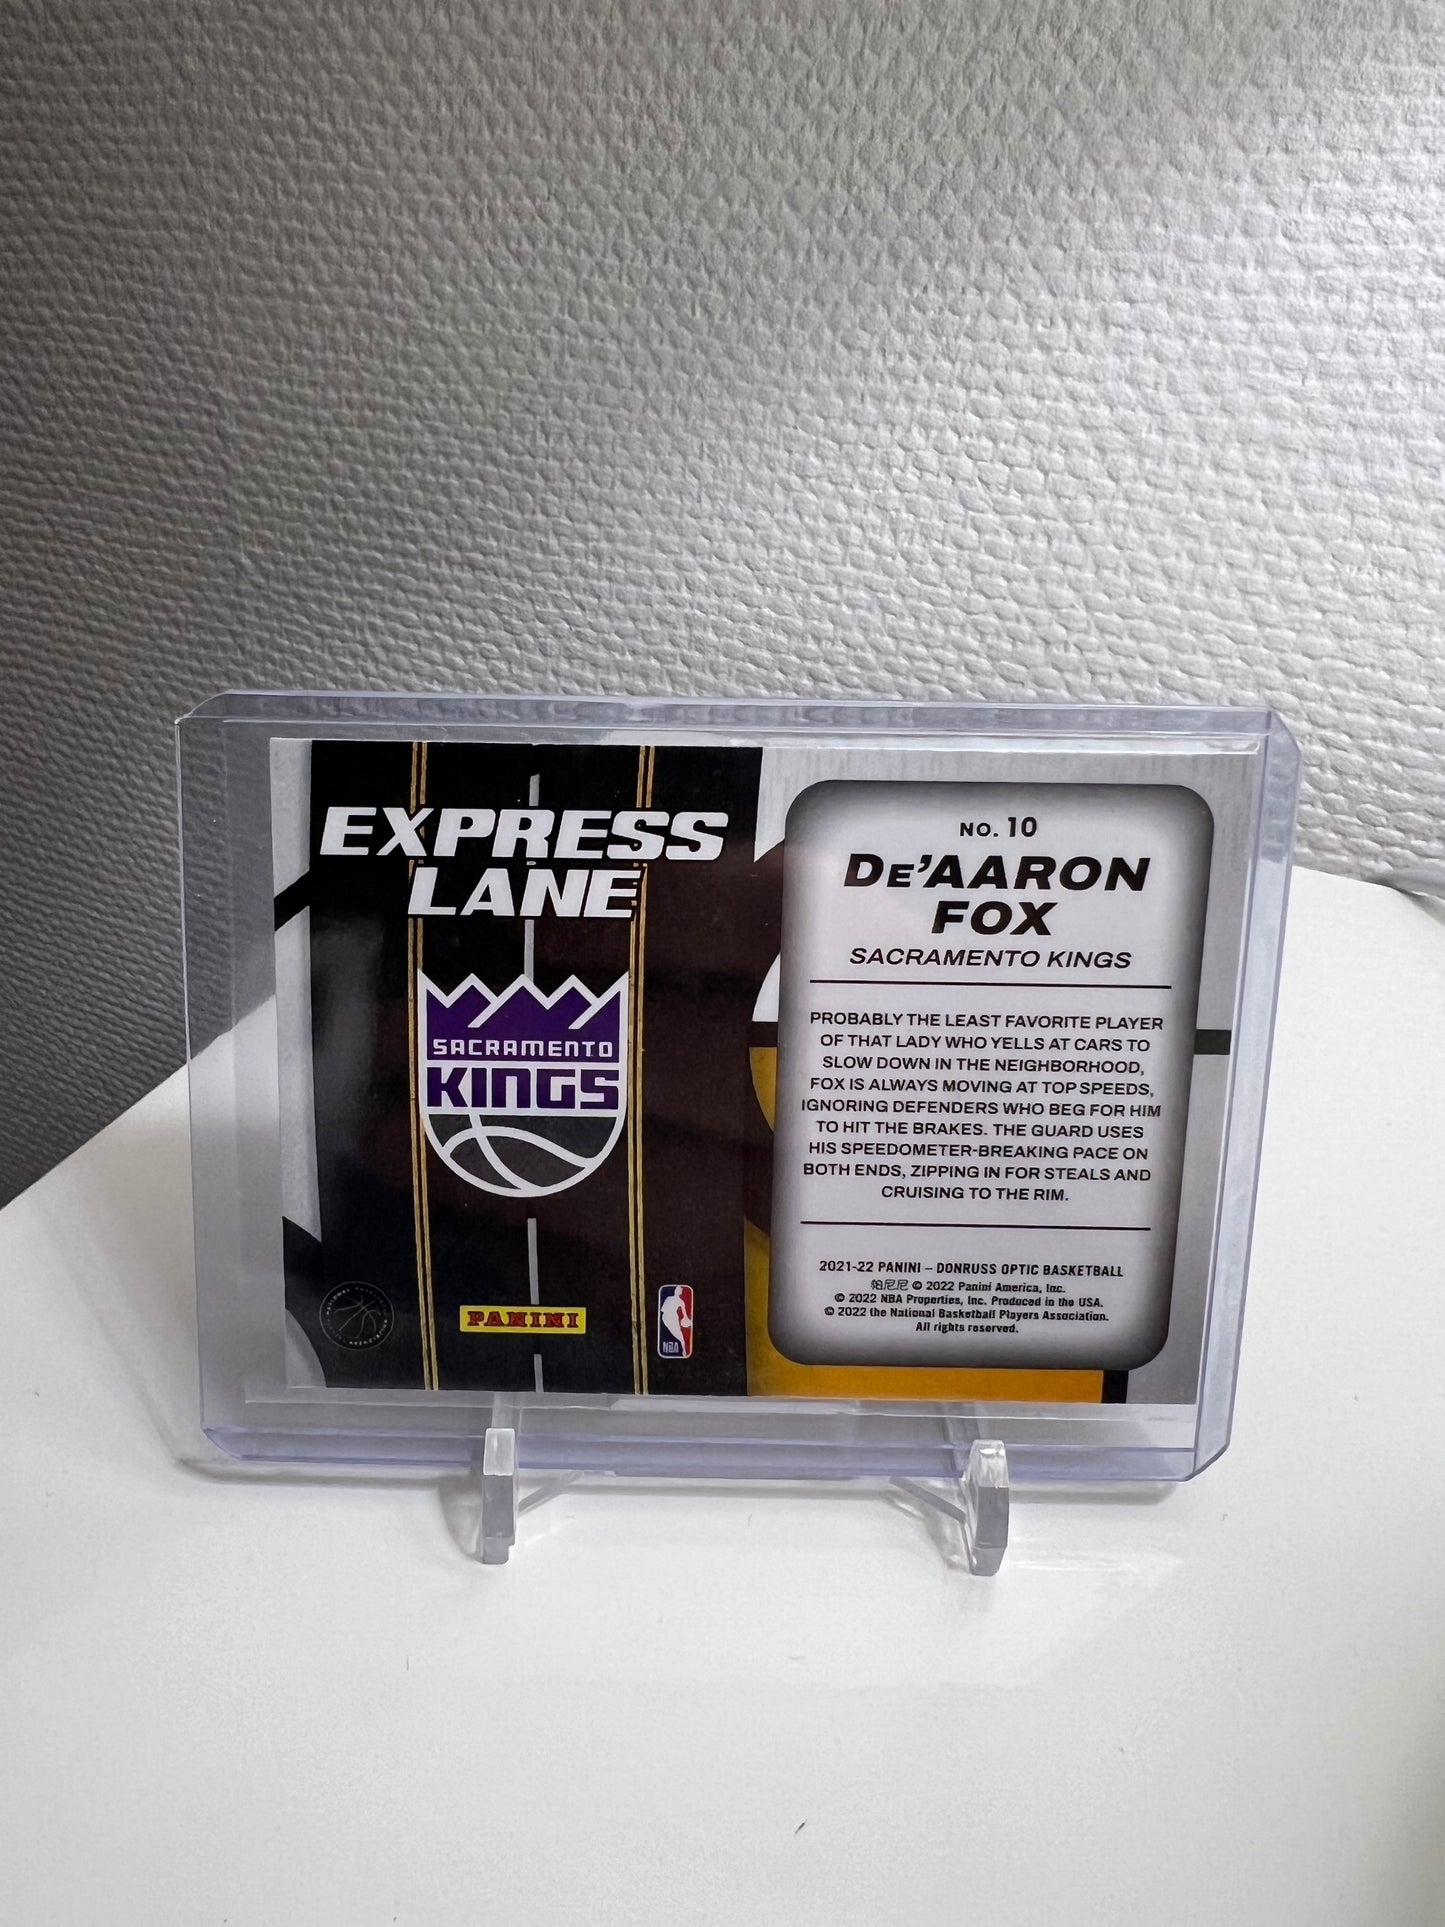 EXPRESS
LANE
SACRAMENTO
KINGS
PANINI
NBA
NO. 10
De'AARON
FOX
SACRAMENTO KINGS
PROBABLY THE LEAST FAVORITE PLAYER
OF THAT LADY WHO YELLS AT CARS TO
SLOW DOWN IN THE NEIGHBORHOOD,
FOX IS ALWAYS MOVING AT TOP SPEEDS,
IGNORING DEFENDERS WHO BEG FOR HIM
TO HIT THE BRAKES. THE GUARD USES
HIS SPEEDOMETER-BREAKING PACE ON
BOTH ENDS, ZIPPING IN FOR STEALS AND
CRUISING TO THE RIM.
2021-22 PANINI – DONRUSS OPTIC BASKETBALL
帕尼尼 © 2022 Panini America, Inc.
© 2022 NBA Properties, Inc. Produced in the USA.
© 2022 the National Basketball Players Association.
All rights reserved.